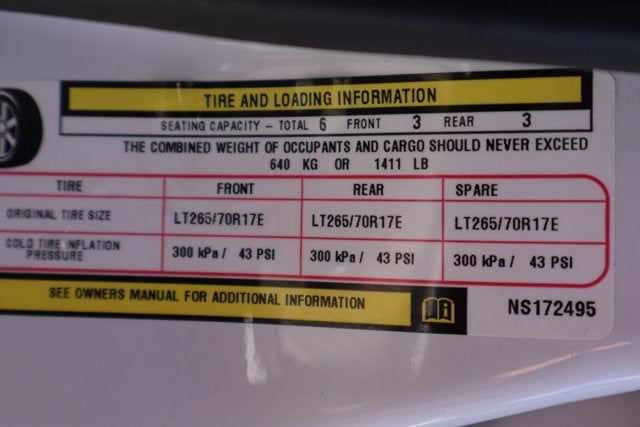 TIRE AND LOADING INFORMATION
SEATING CAPACITY – TOTAL 6 FRONT 3 REAR 3
THE COMBINED WEIGHT OF OCCUPANTS AND CARGO SHOULD NEVER EXCEED
640 KG OR 1411 LB
TIRE FRONT REAR SPARE
ORIGINAL TIRE SIZE LT265/70R17E LT265/70R17E LT265/70R17E
COLD TIRE INFLATION
PRESSURE 300 kPa / 43 PSI 300 kPa / 43 PSI 300 kPa / 43 PSI
SEE OWNERS MANUAL FOR ADDITIONAL INFORMATION
NS172495